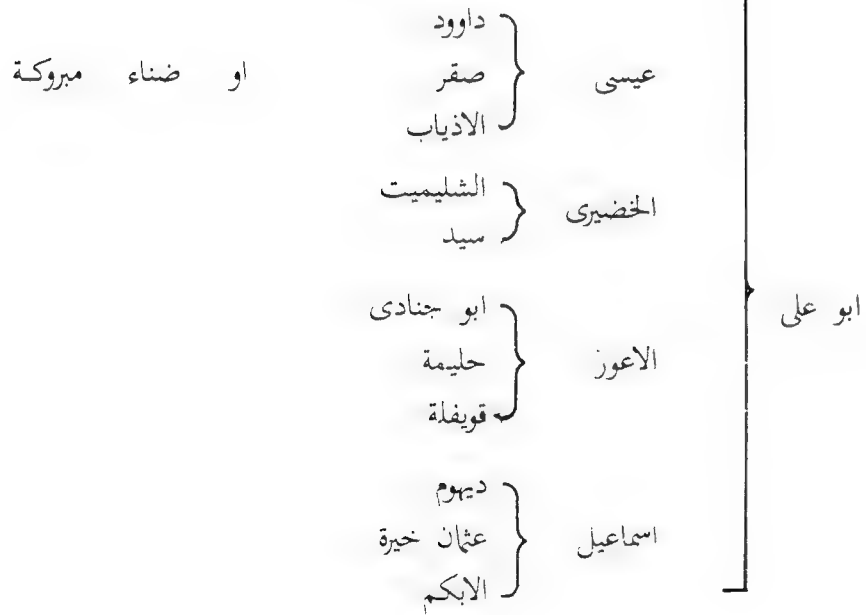 داوود
عيسى صقر او ضناء مبروكة
الاذياب
الشليميت
الخضيرى
سيد
ابو جنادى
ابو على
الاعوز حليمة
قويفلة
ديهوم
اسماعيل عثمان خيرة
الابكم